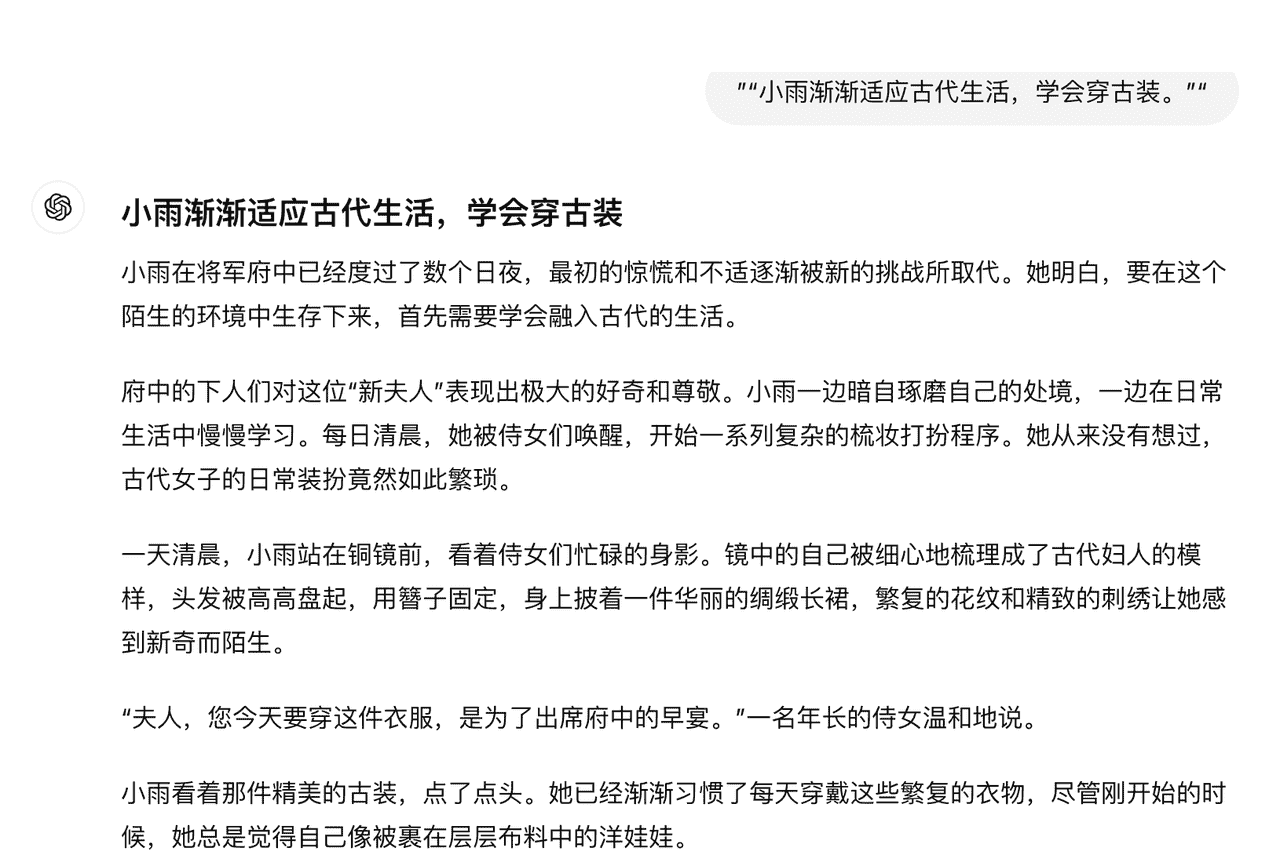 ”“小雨渐渐适应古代生活，学会穿古装。”“
小雨渐渐适应古代生活，学会穿古装
小雨在将军府中已经度过了数个日夜，最初的惊慌和不适逐渐被新的挑战所取代。她明白，要在这个
陌生的环境中生存下来，首先需要学会融入古代的生活。
府中的下人们对这位“新夫人”表现出极大的好奇和尊敬。小雨一边暗自琢磨自己的处境，一边在日常
生活中慢慢学习。每日清晨，她被侍女们唤醒，开始一系列复杂的梳妆打扮程序。她从来没有想过，
古代女子的日常装扮竟然如此繁琐。
一天清晨，小雨站在铜镜前，看着侍女们忙碌的身影。镜中的自己被细心地梳理成了古代妇人的模
样，头发被高高盘起，用簪子固定，身上披着一件华丽的绸缎长裙，繁复的花纹和精致的刺绣让她感
到新奇而陌生。
“夫人，您今天要穿这件衣服，是为了出席府中的早宴。”一名年长的侍女温和地说。
小雨看着那件精美的古装，点了点头。她已经渐渐习惯了每天穿戴这些繁复的衣物，尽管刚开始的时
候，她总是觉得自己像被裹在层层布料中的洋娃娃。